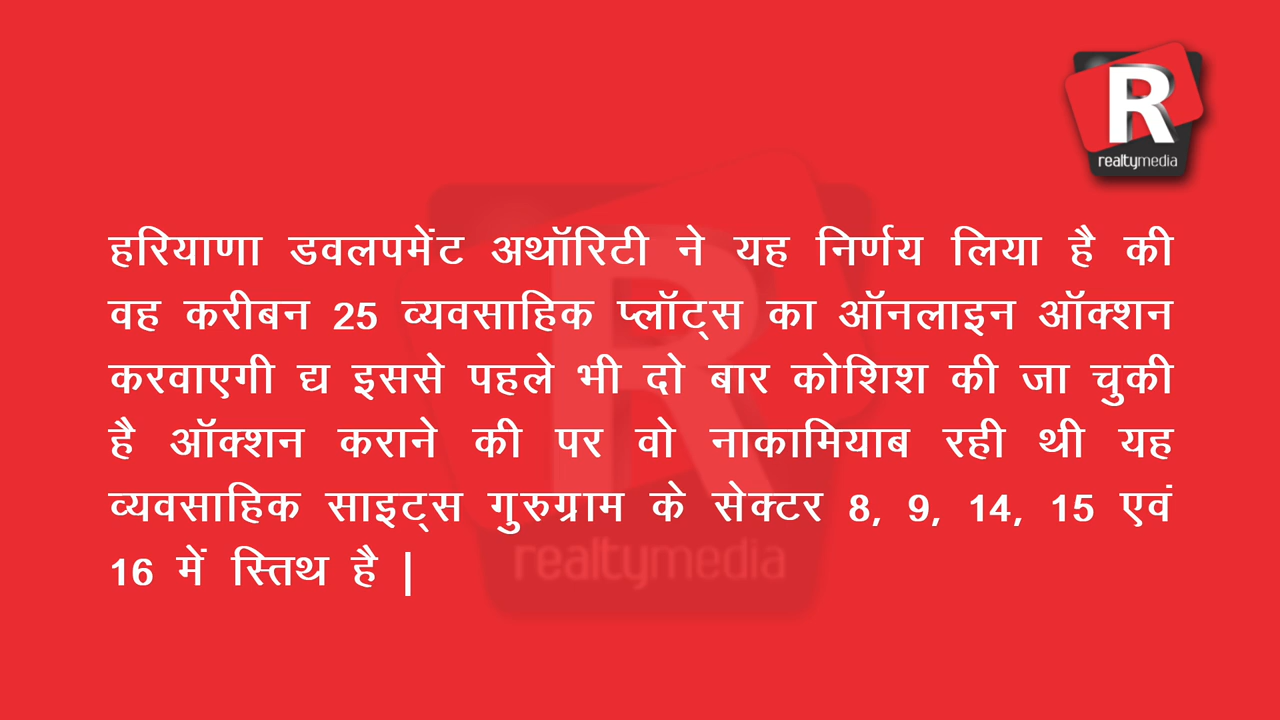 R
realtymedia
हरियाणा डवलपमेंट अथॉरिटी ने यह निर्णय लिया है की
वह करीबन 25 व्यवसाहिक प्लॉट्स का ऑनलाइन ऑक्शन
करवाएगी द्य इससे पहले भी दो बार कोशिश की जा चुकी
है ऑक्शन कराने की पर वो नाकामियाब रही थी यह
व्यवसाहिक साइट्स गुरुग्राम के सेक्टर 8, 9, 14, 15 एवं
16 में स्तिथ है |
R
realtymedia